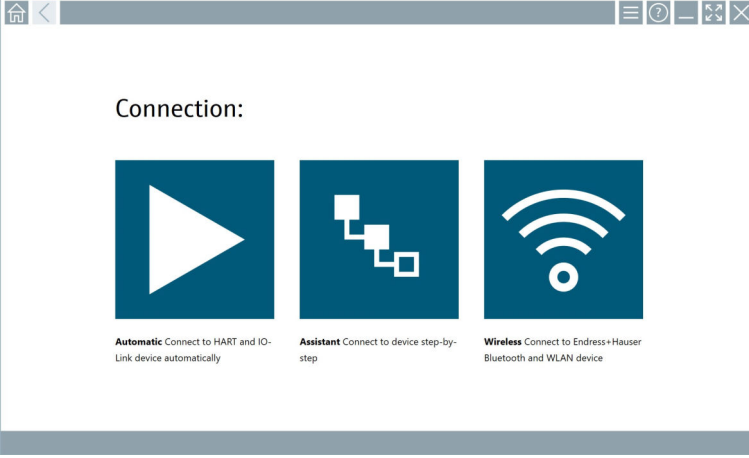 ?
Connection:
Automatic Connect to HART and IO-
Link device automatically
Assistant Connect to device step-by-
step
Wireless Connect to Endress+Hauser
Bluetooth and WLAN device